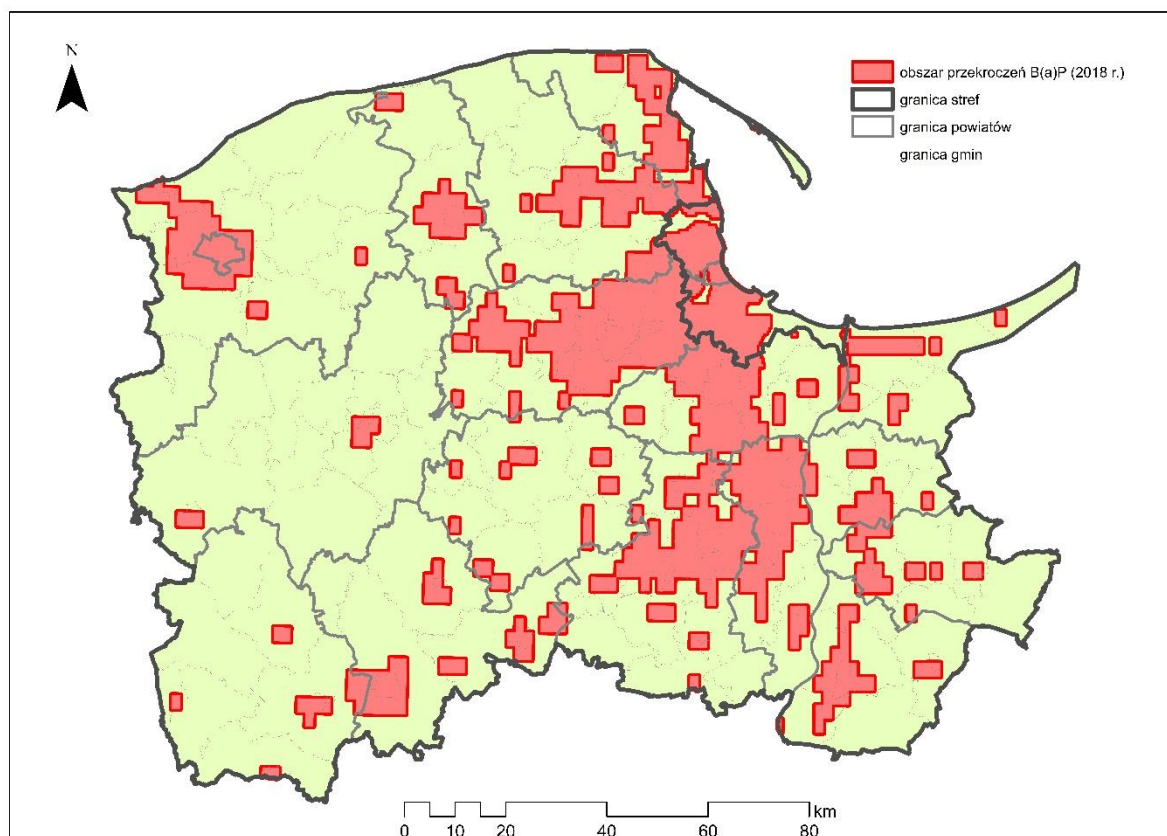 N
obszar przekroczeń B(a)P (2018 r.)
granica stref
granica powiatów
granica gmin
km
0 10 20 40 60 80